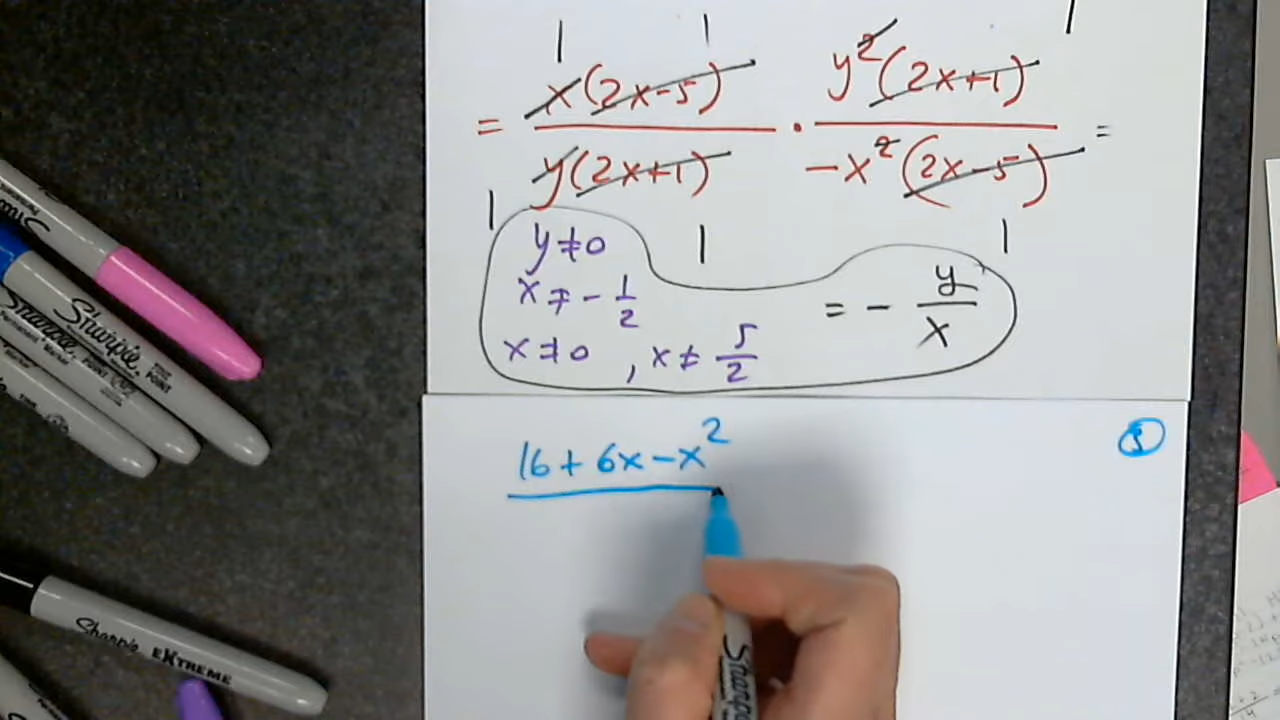 1 1 1
= x(2x-5) / y(2x+1) · y²(2x+1) / -x²(2x-5) =
1 1 1
y ≠ 0
x ≠ - 1/2 = - y/x
x ≠ 0 , x ≠ 5/2
16 + 6x - x²
Sharpie
Sharpie
Sharpie EXTREME
Sharpie